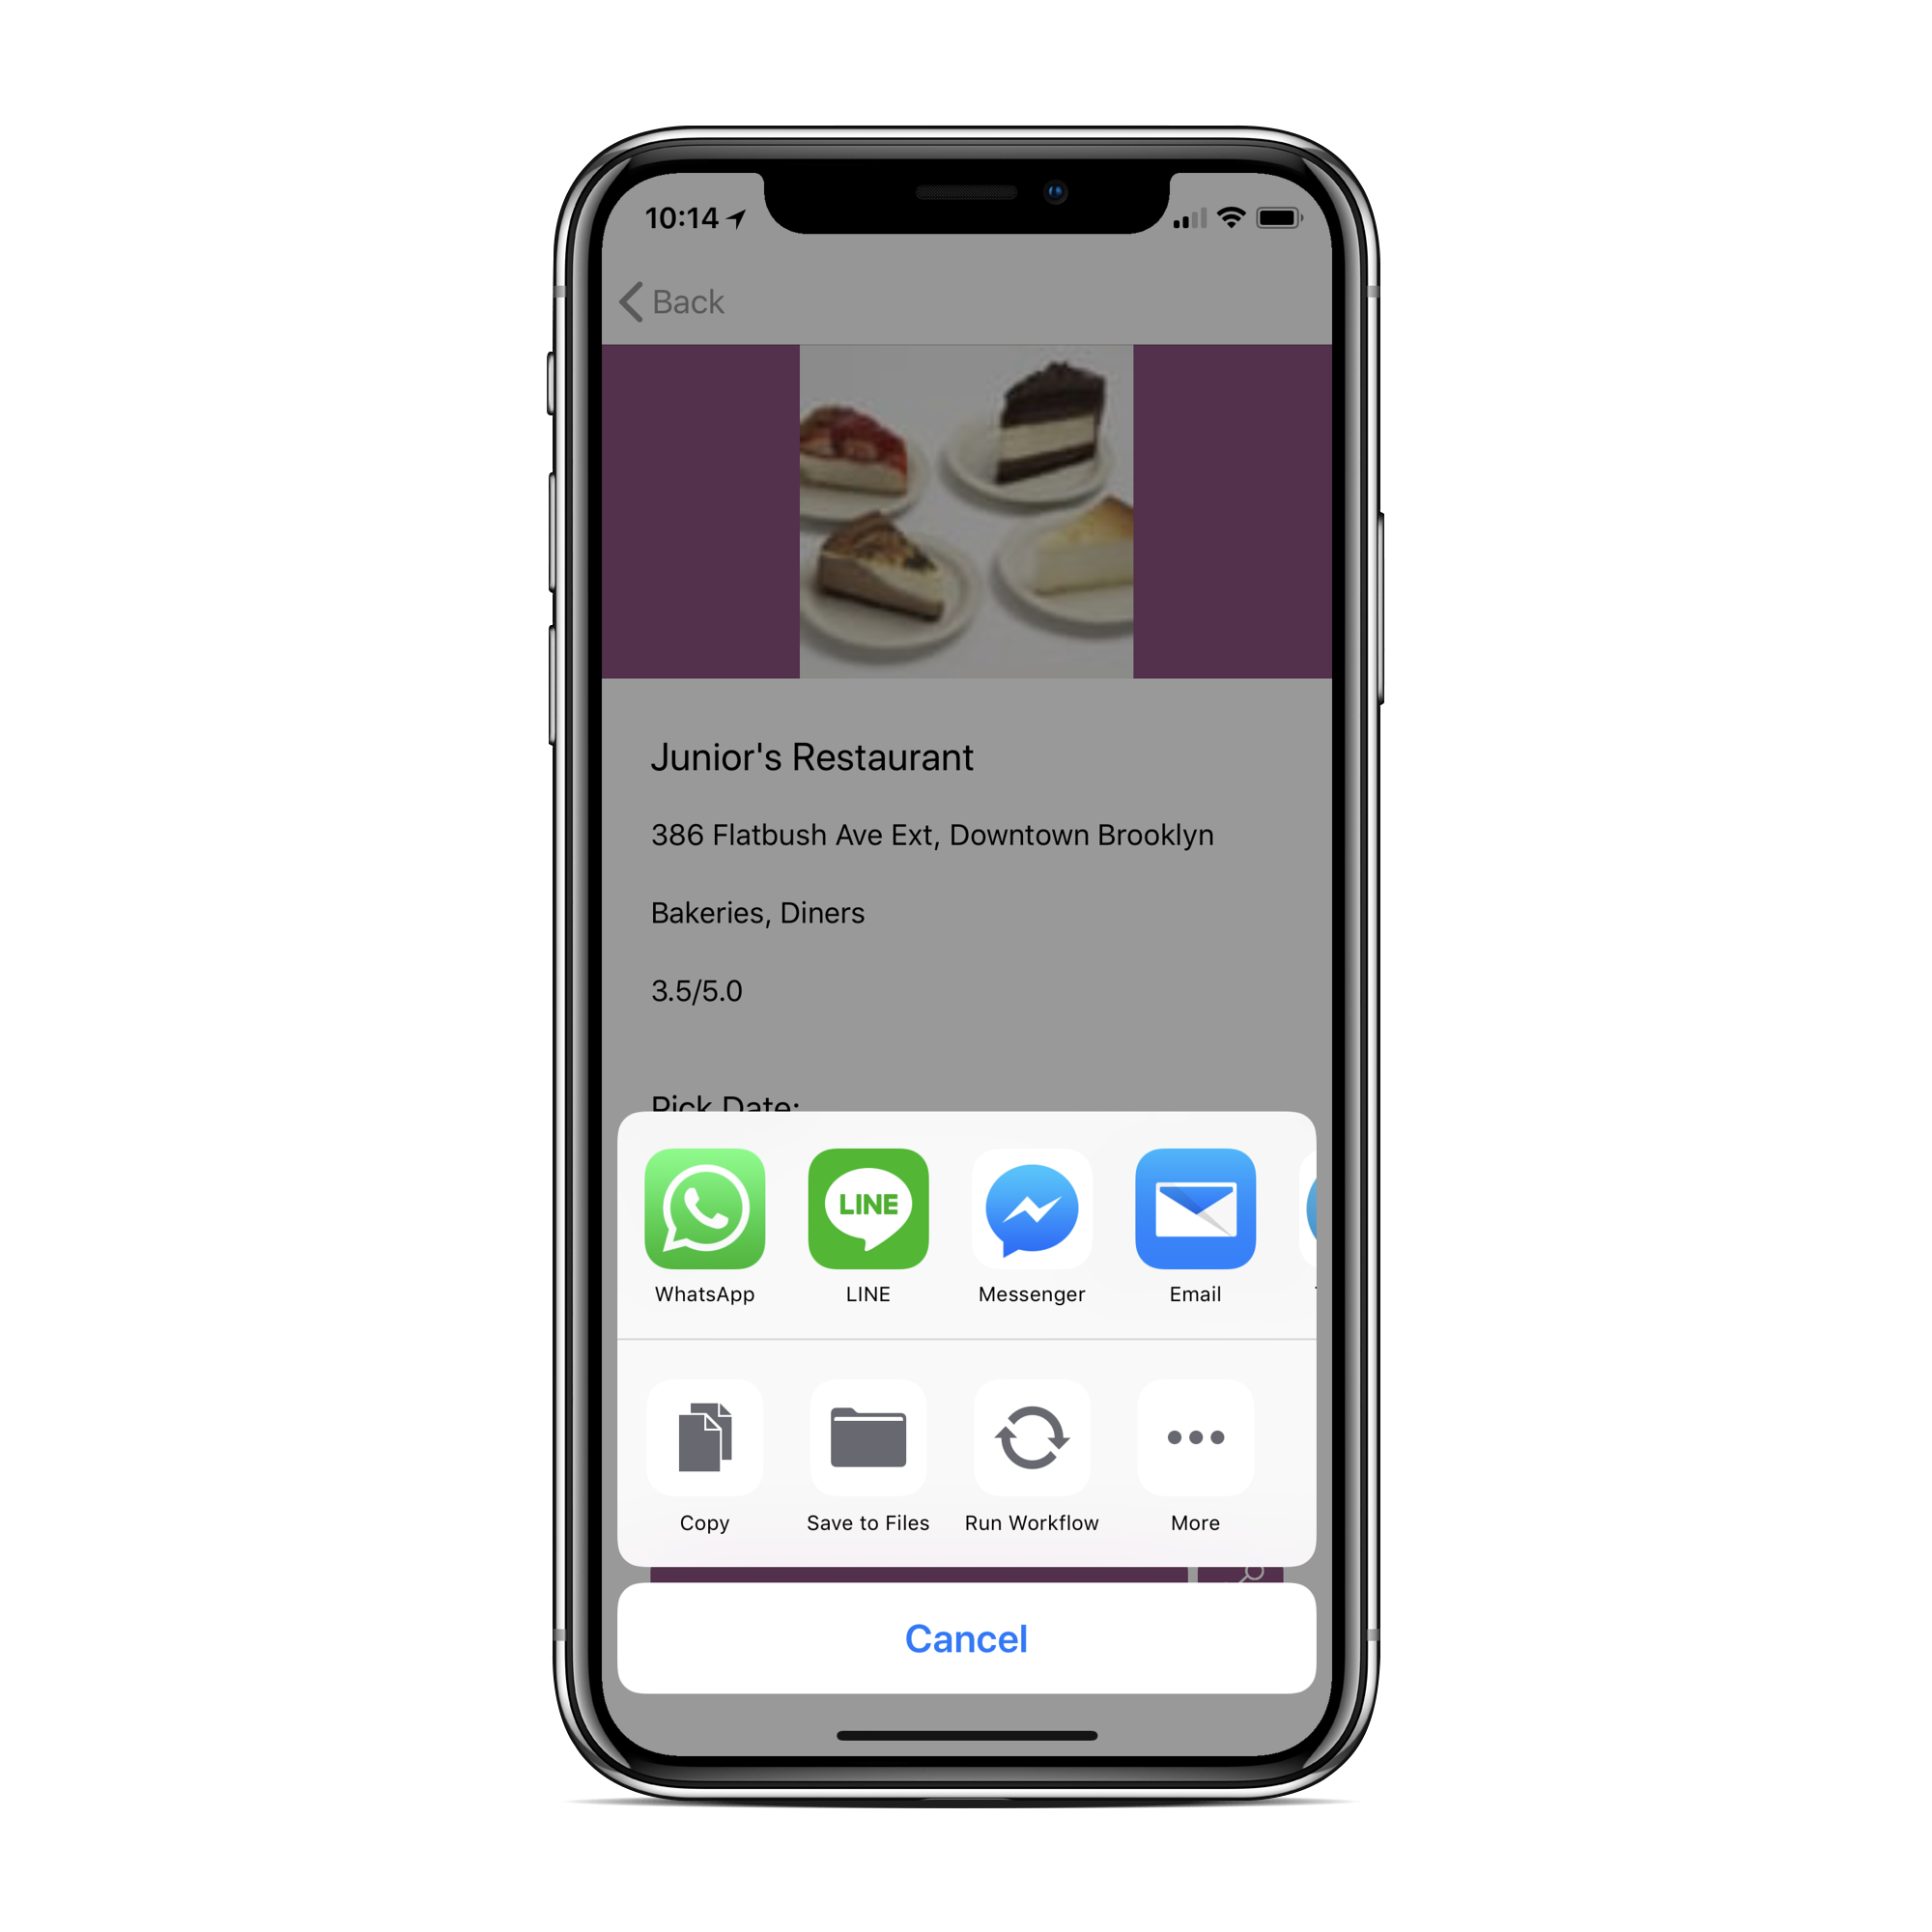 10:14
Back
Junior's Restaurant
386 Flatbush Ave Ext, Downtown Brooklyn
Bakeries, Diners
3.5/5.0
Pick Date:
LINE
WhatsApp LINE Messenger Email
Copy Save to Files Run Workflow More
Cancel